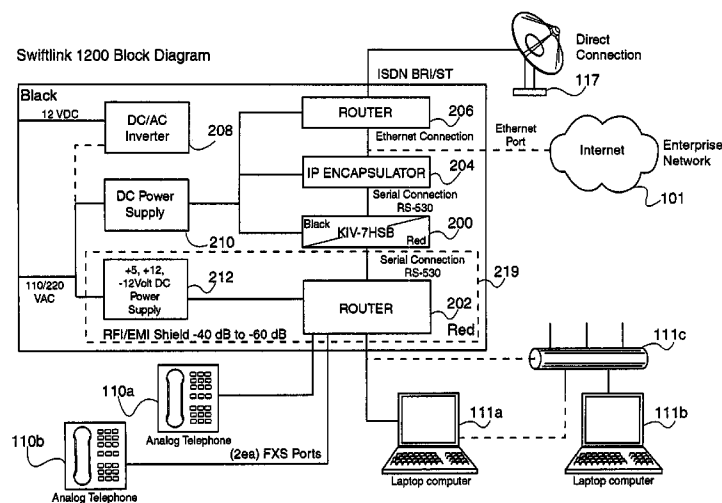 Swiftlink 1200 Block Diagram
Direct
Connection
117
ISDN BRI/ST
Black
12 VDC
DC/AC
Inverter
208
ROUTER
206
Ethernet Connection
Ethernet
Port
Internet
Enterprise
Network
101
IP ENCAPSULATOR
204
Serial Connection
RS-530
DC Power
Supply
210
Black
KIV-7HSB
Red
200
Serial Connection
RS-530
219
110/220
VAC
+5, +12,
-12Volt DC
Power
Supply
212
ROUTER
202
Red
RFI/EMI Shield -40 dB to -60 dB
111c
110a
Analog Telephone
111a
111b
110b
(2ea) FXS Ports
Laptop computer
Laptop computer
Analog Telephone